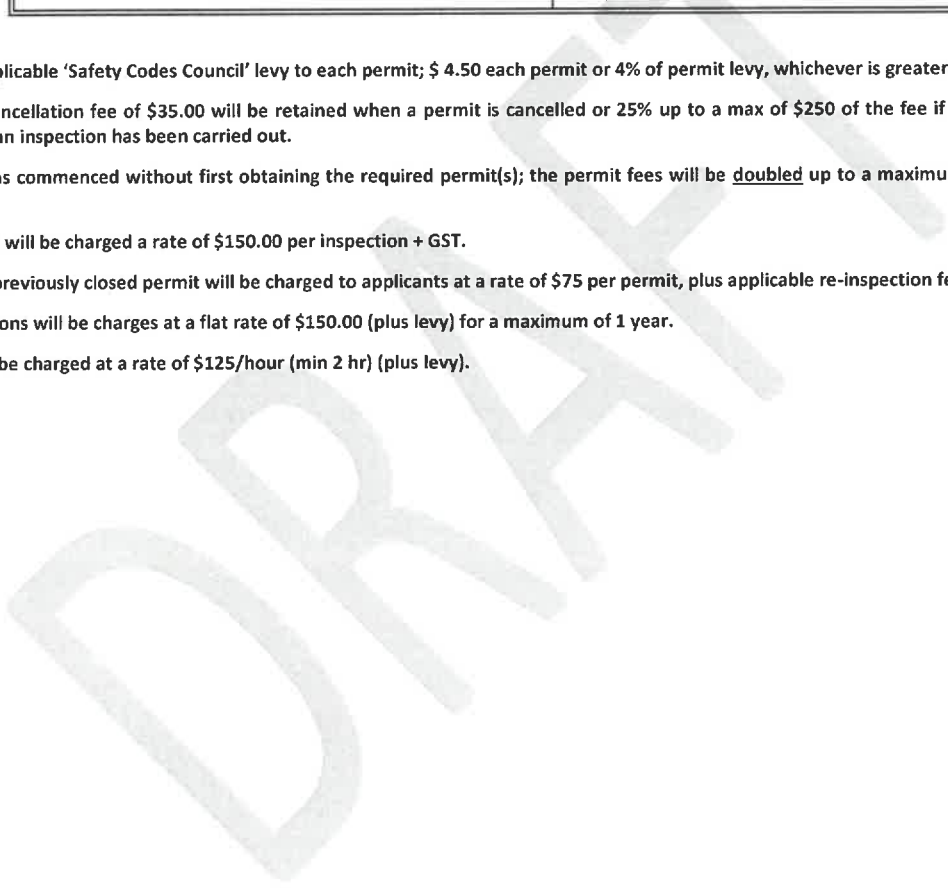 plicable 'Safety Codes Council' levy to each permit; $ 4.50 each permit or 4% of permit levy, whichever is greater
ncellation fee of $35.00 will be retained when a permit is cancelled or 25% up to a max of $250 of the fee if
an inspection has been carried out.
as commenced without first obtaining the required permit(s); the permit fees will be doubled up to a maximu
will be charged a rate of $150.00 per inspection + GST.
previously closed permit will be charged to applicants at a rate of $75 per permit, plus applicable re-inspection fe
ons will be charges at a flat rate of $150.00 (plus levy) for a maximum of 1 year.
be charged at a rate of $125/hour (min 2 hr) (plus levy).
DRAFT